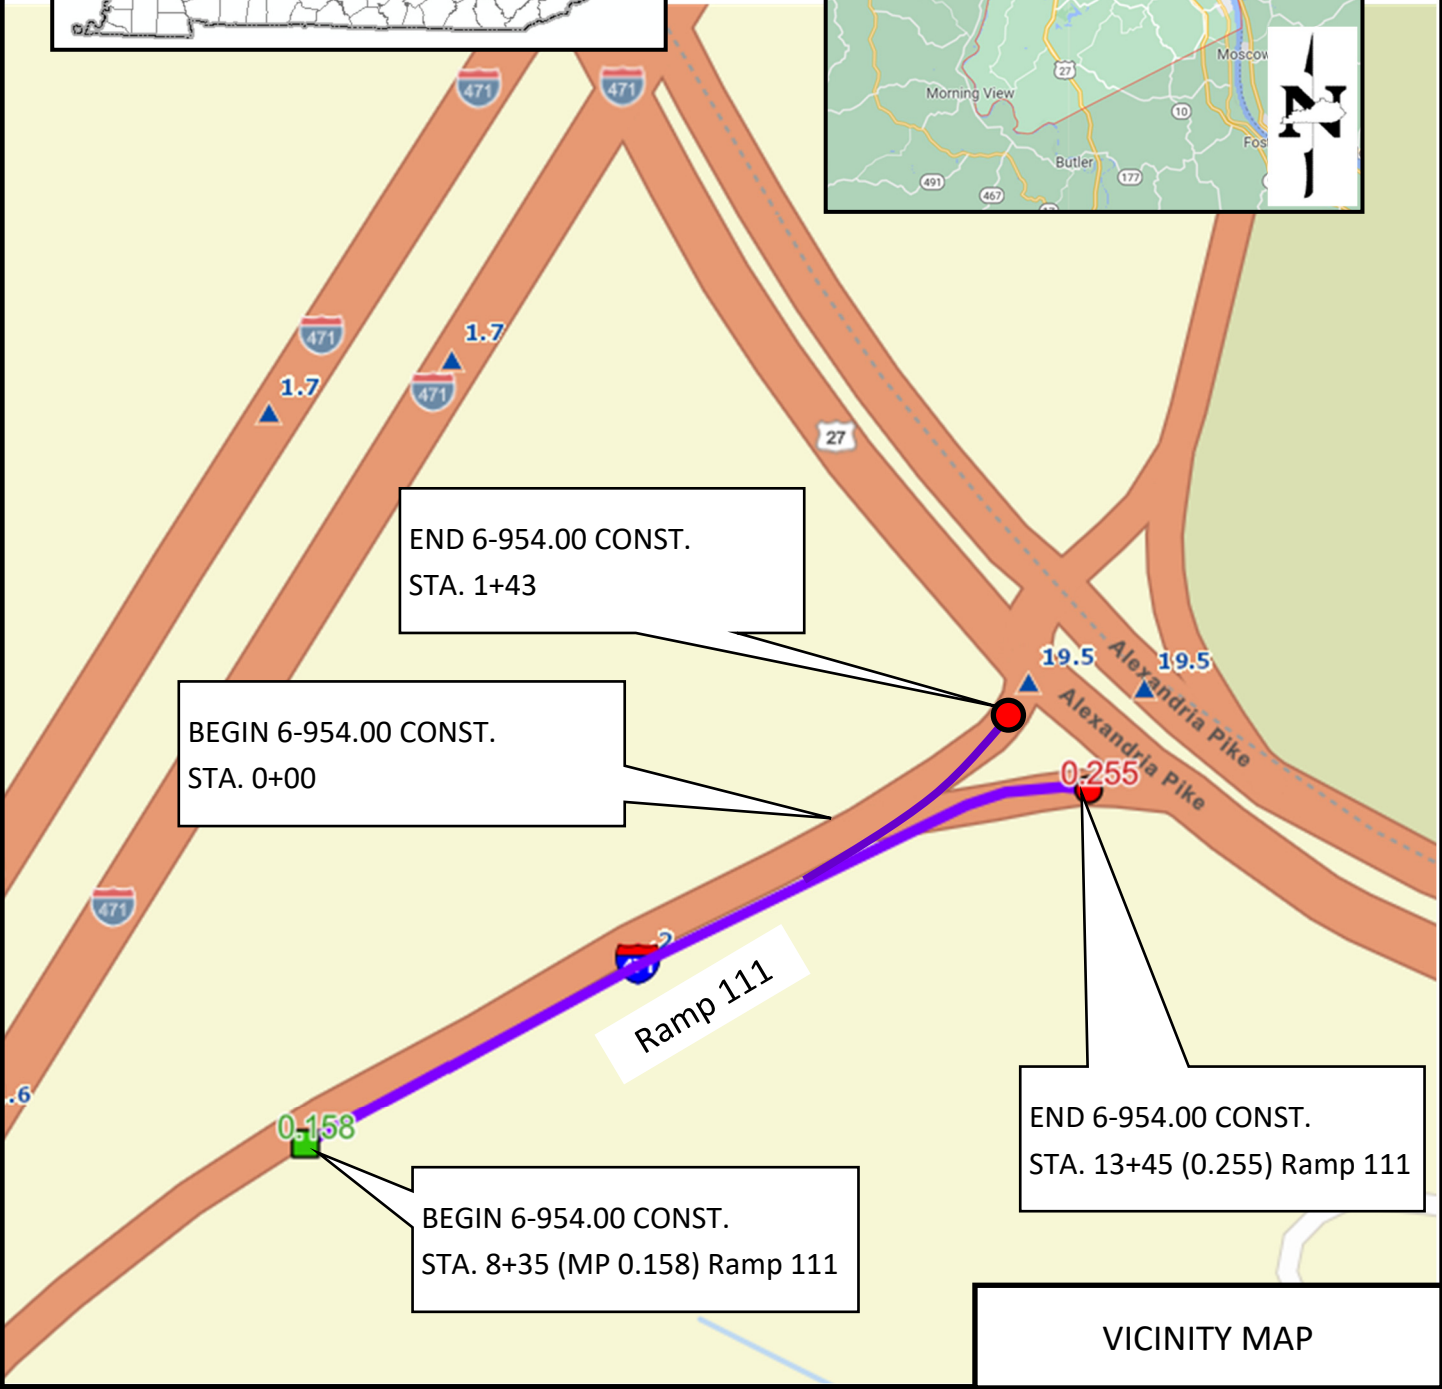 471
471
27
Moscow
Morning View
10
N
Fos
Butler
177
491
467
471
1.7
471
1.7
27
END 6-954.00 CONST.
STA. 1+43
19.5
19.5
Alexandria Pike
Alexandria Pike
BEGIN 6-954.00 CONST.
STA. 0+00
0.255
471
.2
Ramp 111
.6
0.158
END 6-954.00 CONST.
STA. 13+45 (0.255) Ramp 111
BEGIN 6-954.00 CONST.
STA. 8+35 (MP 0.158) Ramp 111
VICINITY MAP